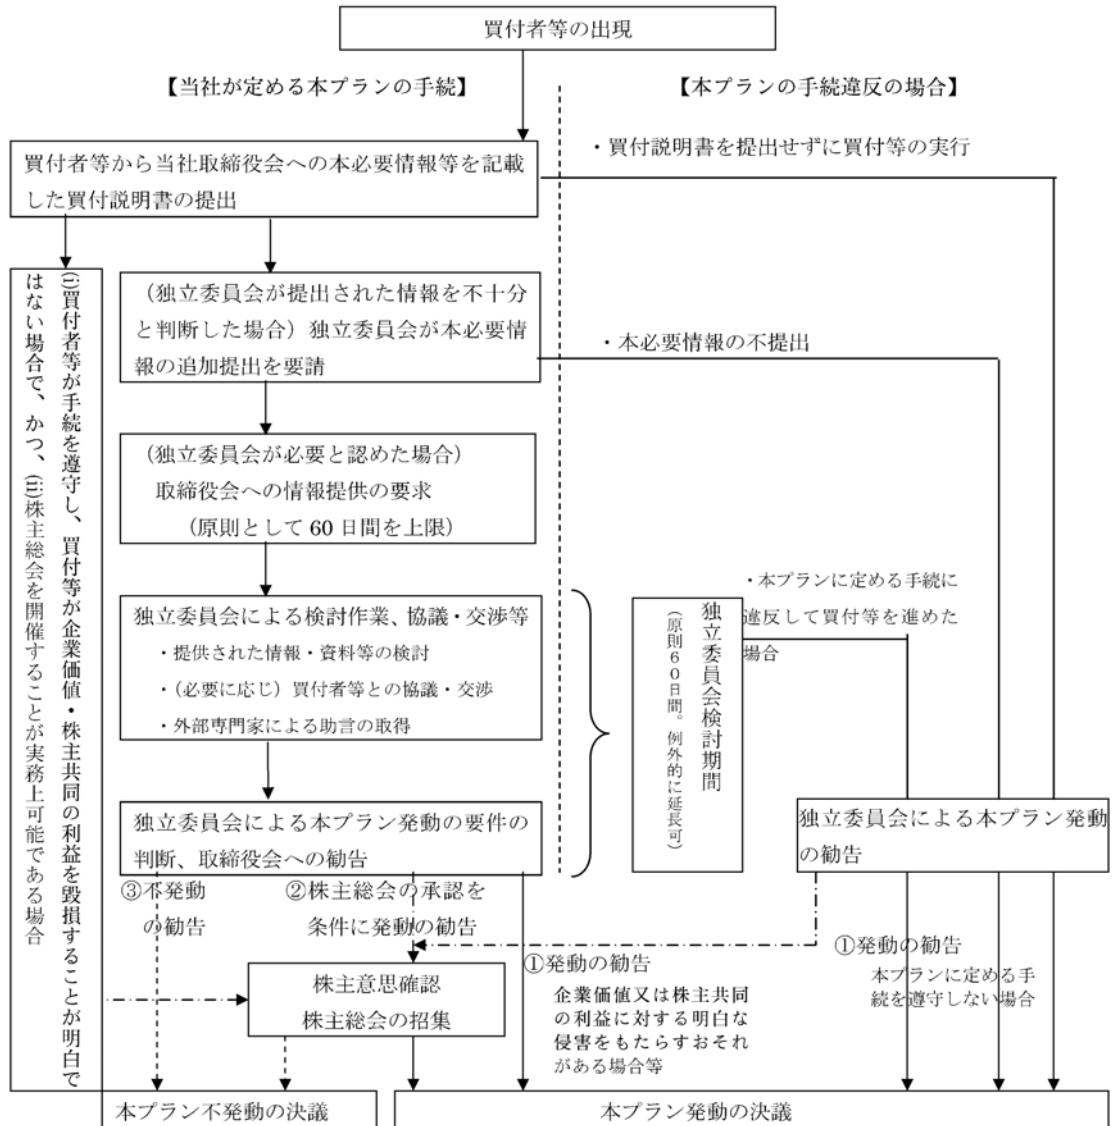 買付者等の出現
【当社が定める本プランの手続】
【本プランの手続違反の場合】
買付者等から当社取締役会への本必要情報等を記載
した買付説明書の提出
・買付説明書を提出せずに買付等の実行
(i)買付者等が手続を遵守し、買付等が企業価値・株主共同の利益を毀損することが明白で
はない場合で、かつ、(ii)株主総会を開催することが実務上可能である場合
（独立委員会が提出された情報を不十分
と判断した場合）独立委員会が本必要情
報の追加提出を要請
・本必要情報の不提出
（独立委員会が必要と認めた場合）
取締役会への情報提供の要求
（原則として 60 日間を上限）
独立委員会による検討作業、協議・交渉等
・提供された情報・資料等の検討
・（必要に応じ）買付者等との協議・交渉
・外部専門家による助言の取得
独立委員会検討期間
（原則６０日間。例外的に延長可）
・本プランに定める手続に
違反して買付等を進めた
場合
独立委員会による本プラン発動の要件の
判断、取締役会への勧告
独立委員会による本プラン発動
の勧告
③不発動
の勧告
②株主総会の承認を
条件に発動の勧告
①発動の勧告
企業価値又は株主共同
の利益に対する明白な
侵害をもたらすおそれ
がある場合等
①発動の勧告
本プランに定める手
続を遵守しない場合
株主意思確認
株主総会の招集
本プラン不発動の決議
本プラン発動の決議